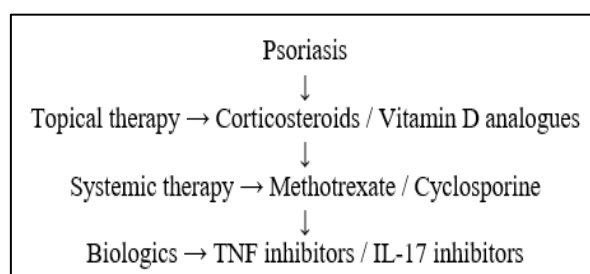 Psoriasis
↓
Topical therapy → Corticosteroids / Vitamin D analogues
↓
Systemic therapy → Methotrexate / Cyclosporine
↓
Biologics → TNF inhibitors / IL-17 inhibitors